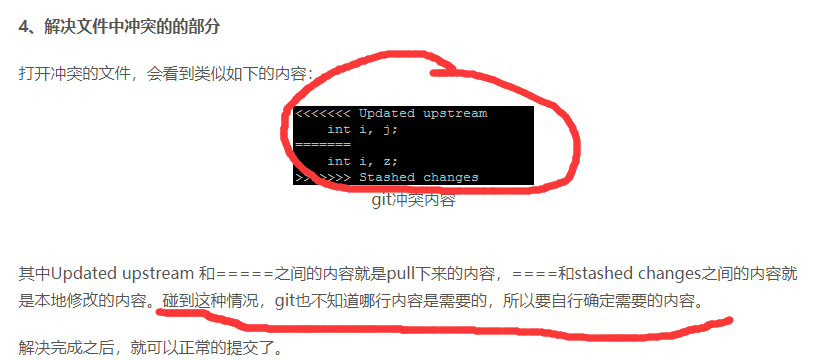 4、解决文件中冲突的的部分
打开冲突的文件，会看到类似如下的内容：
<<<<<<< Updated upstream
    int i, j;
=======
    int i, z;
>>>>>>> Stashed changes
git冲突内容
其中Updated upstream 和=====之间的内容就是pull下来的内容，====和stashed changes之间的内容就
是本地修改的内容。碰到这种情况，git也不知道哪行内容是需要的，所以要自行确定需要的内容。
解决完成之后，就可以正常的提交了。